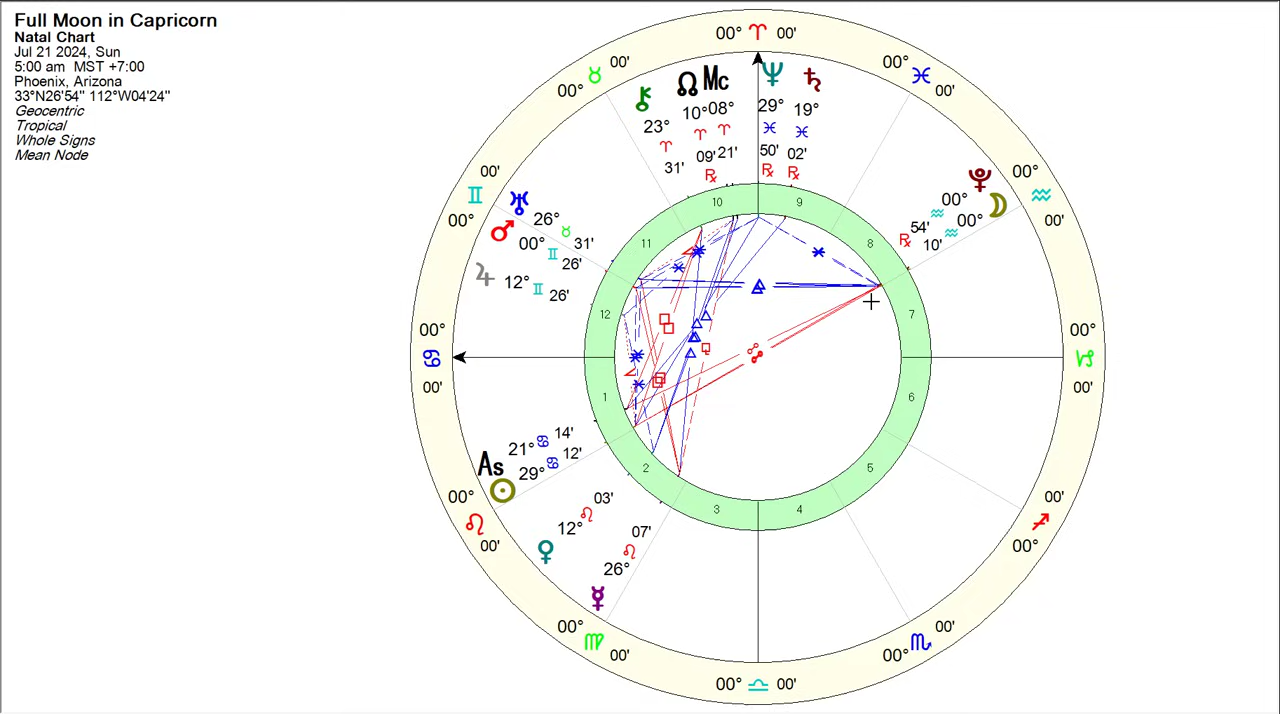 Full Moon in Capricorn
Natal Chart
Jul 21 2024, Sun
5:00 am MST +7:00
Phoenix, Arizona
33°N26'54" 112°W04'24"
Geocentric
Tropical
Whole Signs
Mean Node
00° ♈ 00'
00° ♉ 00'
00° ♓ 00'
00° ♊ 00'
00° ♒ 00'
00° ♋ 00'
00° ♑ 00'
00° ♌ 00'
00° ♐ 00'
00° ♍ 00'
00° ♏ 00'
00° ♎ 00'
⚷ 23° ♈ 31'
☊ 10° ♈ 09' ℞
Mc 08° ♈ 21'
♆ 29° ♓ 50' ℞
♄ 19° ♓ 02' ℞
♇ 00° ♒ 54' ℞
☽ 00° ♒ 10'
♅ 26° ♉ 31'
♂ 00° ♊ 26'
♃ 12° ♊ 26'
As 21° ♋ 14'
☉ 29° ♋ 12'
♀ 12° ♌ 03'
☿ 26° ♌ 07'
10
9
11
8
12
7
1
6
2
5
3
4